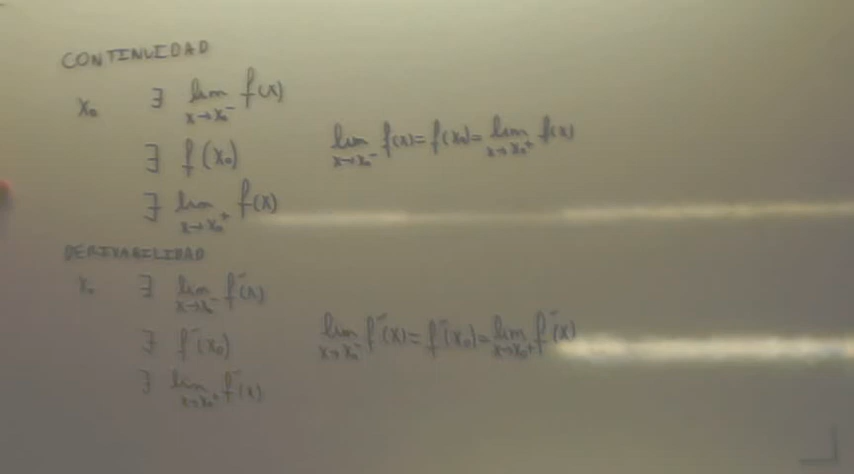 CONTINUIDAD
x₀ ∃ lim x→x₀⁻ f(x)
∃ f(x₀)
lim x→x₀⁻ f(x) = f(x₀) = lim x→x₀⁺ f(x)
∃ lim x→x₀⁺ f(x)
DERIVABILIDAD
x₀ ∃ lim x→x₀⁻ f'(x)
∃ f'(x₀)
lim x→x₀⁻ f'(x) = f'(x₀) = lim x→x₀⁺ f'(x)
∃ lim x→x₀⁺ f'(x)